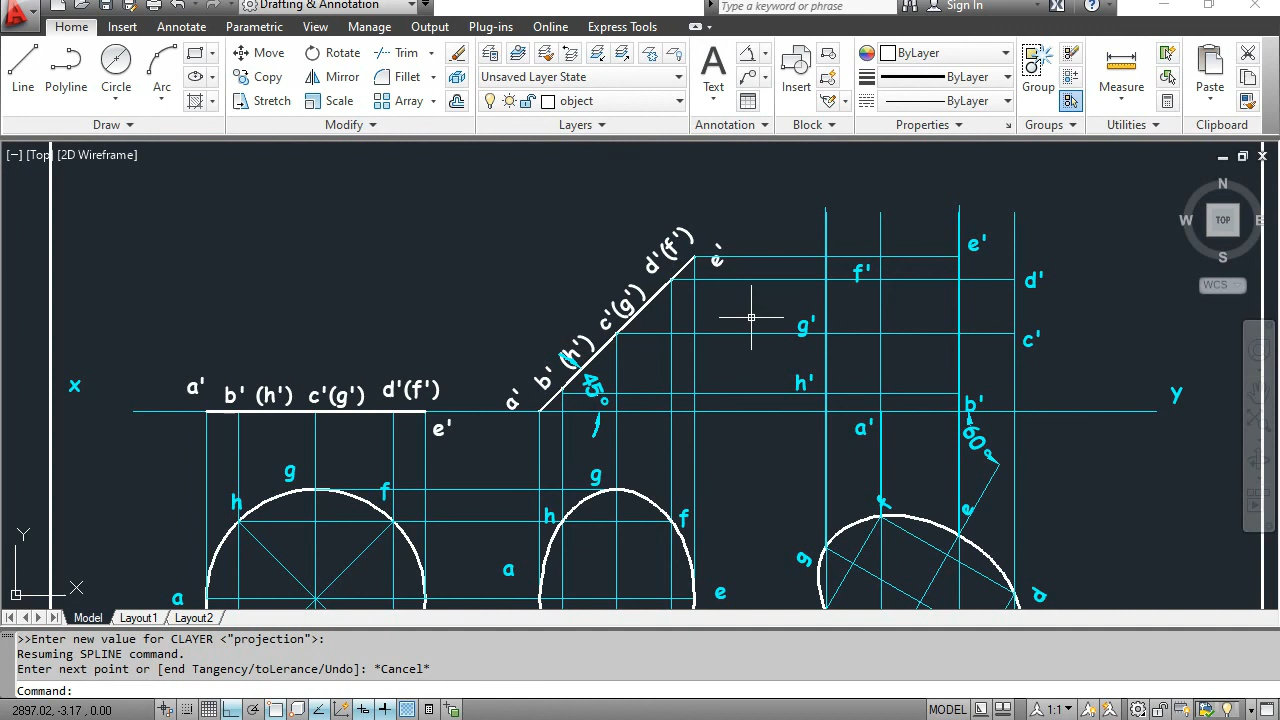 Drafting & Annotation
Type a keyword or phrase
Sign In
Home Insert Annotate Parametric View Manage Output Plug-ins Online Express Tools
Line Polyline Circle Arc
Move Rotate Trim
Copy Mirror Fillet
Stretch Scale Array
Unsaved Layer State
object
Text Insert
ByLayer
ByLayer
ByLayer
Group Measure Paste
Draw Modify Layers Annotation Block Properties Groups Utilities Clipboard
[−] [Top] [2D Wireframe]
N
W TOP E
S
WCS
d'(f') e'
e'
f' d'
c'(g') g' c'
b' (h') h'
45°
x a' b' (h') c'(g') d'(f') a' b' y
e' a' 60°
g g
h f h f f e
g
a a e d
Y
X
Model Layout1 Layout2
>>Enter new value for CLAYER <"projection">:
Resuming SPLINE command.
Enter next point or [end Tangency/toLerance/Undo]: *Cancel*
Command:
2897.02, -3.17 , 0.00 MODEL 1:1